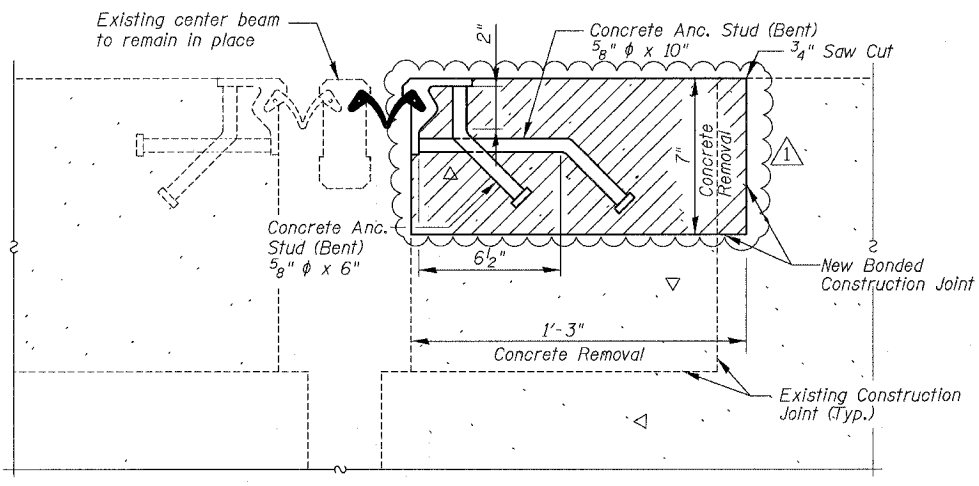 Existing center beam
to remain in place
2"
Concrete Anc. Stud (Bent)
5/8" ϕ x 10"
3/4" Saw Cut
7"
Concrete
Removal
1
Concrete Anc.
Stud (Bent)
5/8" ϕ x 6"
6 1/2"
New Bonded
Construction Joint
1'-3"
Concrete Removal
Existing Construction
Joint (Typ.)